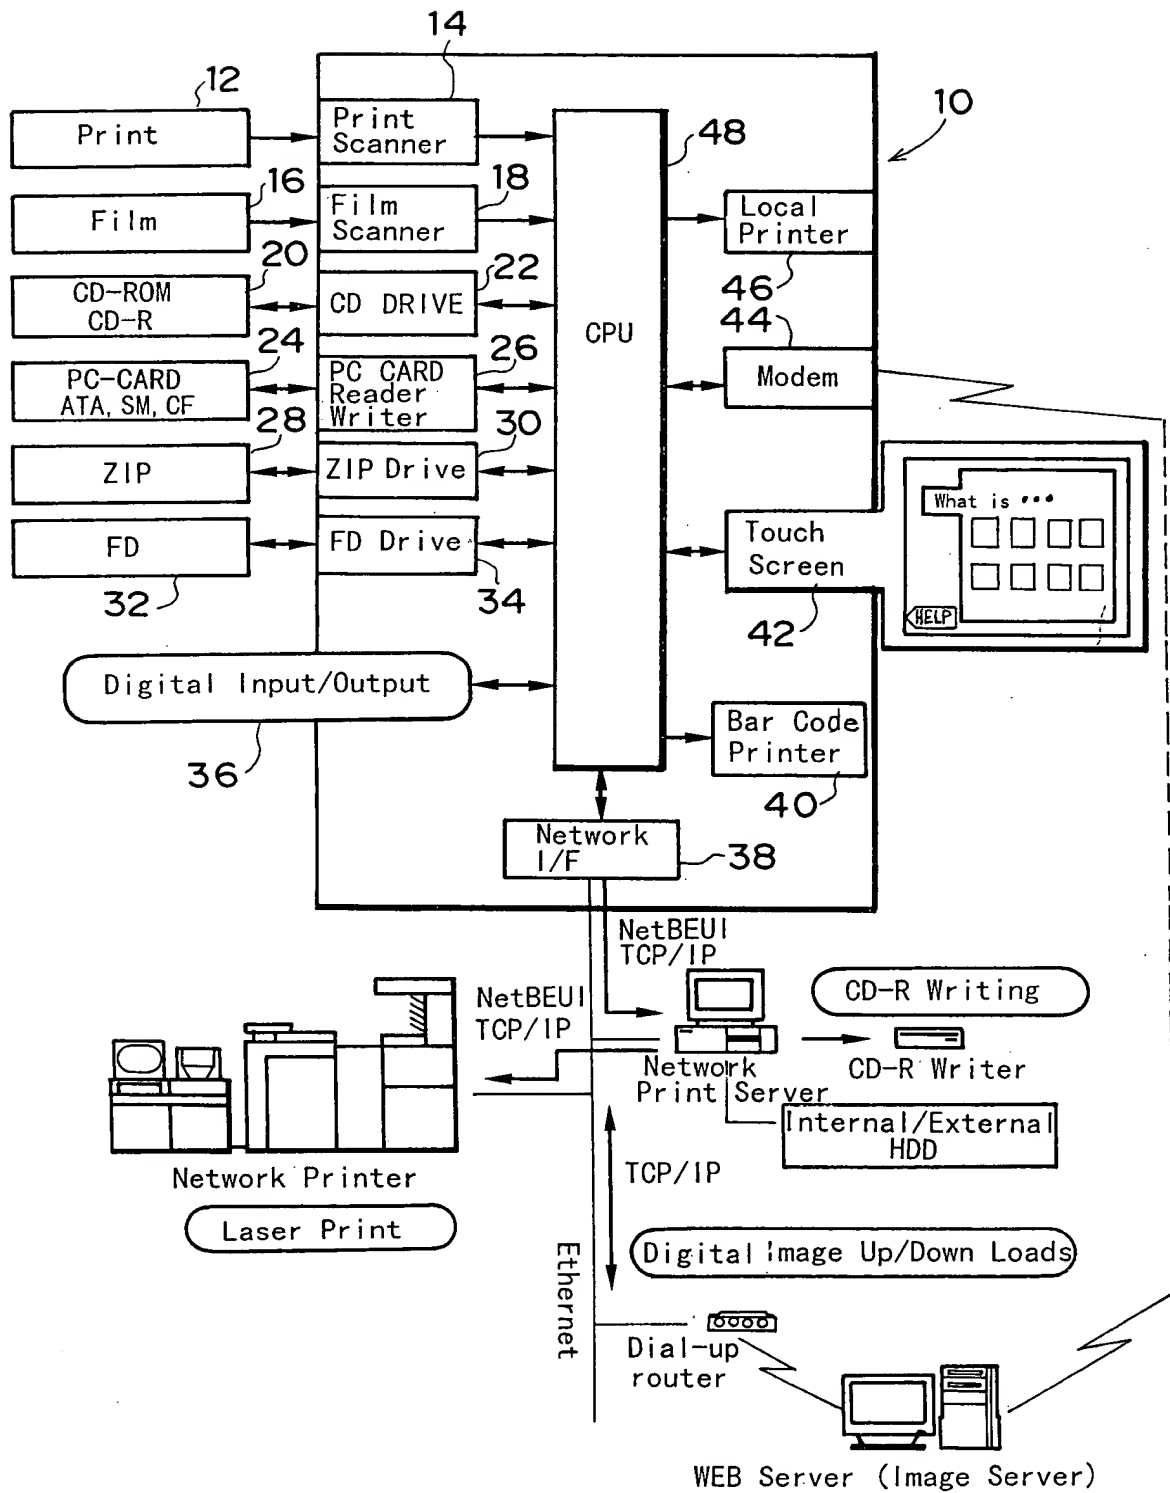 14
12
10
Print
Print
Scanner
48
16
18
Film
Film
Scanner
Local
Printer
20
22
46
CD-ROM
CD-R
CD DRIVE
CPU
44
24
26
PC-CARD
ATA, SM, CF
PC CARD
Reader
Writer
Modem
28
30
ZIP
ZIP Drive
What is •••
FD
FD Drive
Touch
Screen
32
34
42
HELP
Digital Input/Output
36
Bar Code
Printer
40
Network
I/F
38
NetBEUI
TCP/IP
NetBEUI
TCP/IP
CD-R Writing
Network
Print Server
CD-R Writer
Internal/External
HDD
Network Printer
TCP/IP
Laser Print
Ethernet
Digital Image Up/Down Loads
Dial-up
router
WEB Server (Image Server)